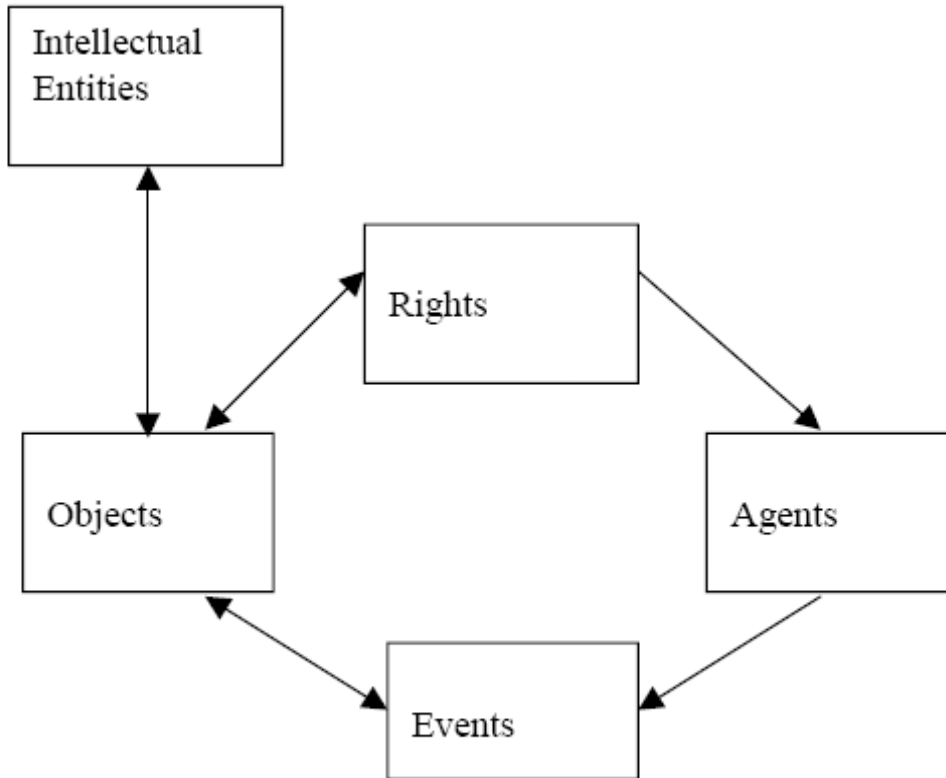 Intellectual
Entities
Rights
Objects
Agents
Events